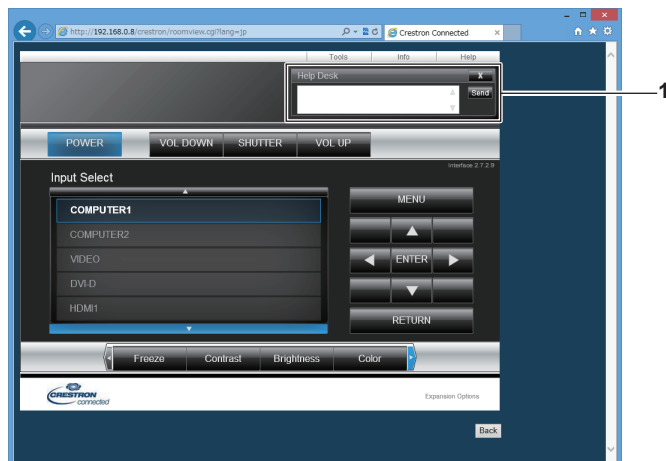 http://192.168.0.8/crestron/roomview.cgi?lang=jp
Crestron Connected
Tools Info Help
Help Desk X
Send
1
POWER VOL DOWN SHUTTER VOL UP
Interface 2.7.2.9
Input Select
COMPUTER1
COMPUTER2
VIDEO
DVI-D
HDMI1
MENU
ENTER
RETURN
Freeze Contrast Brightness Color
CRESTRON
connected
Expansion Options
Back